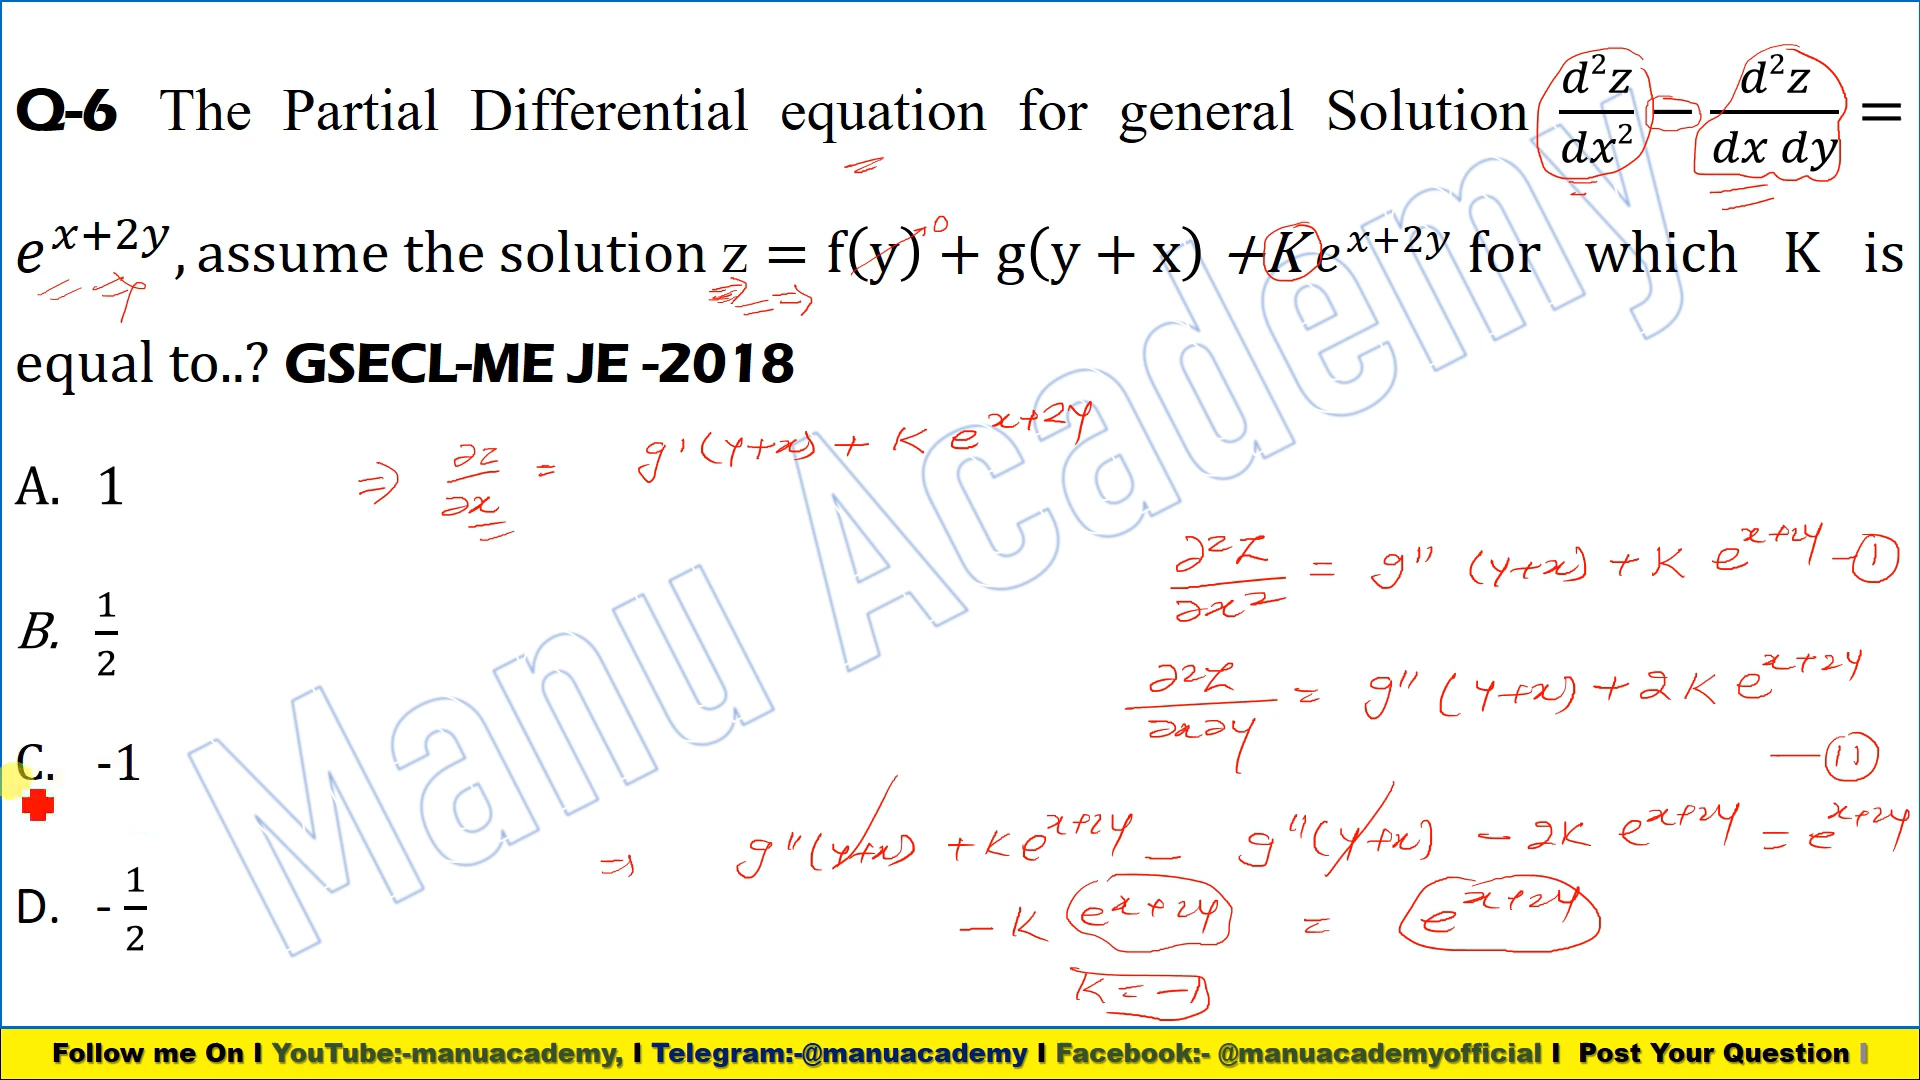 Q-6 The Partial Differential equation for general Solution d²z/dx² − d²z/dx dy =
e^{x+2y}, assume the solution z = f(y) + g(y + x) +Ke^{x+2y} for which K is
equal to..? GSECL-ME JE -2018
A. 1
B. 1/2
C. -1
D. - 1/2
0
⇒ ∂z/∂x = g'(y+x) + K e^{x+2y}
∂²z/∂x² = g''(y+x) + K e^{x+2y} — ①
∂²z/∂x∂y = g''(y+x) + 2K e^{x+2y}
— ⑪
⇒ g''(y+x) + K e^{x+2y} − g''(y+x) − 2K e^{x+2y} = e^{x+2y}
− K e^{x+2y} = e^{x+2y}
K = −1
Manu Academy
Follow me On I YouTube:-manuacademy, I Telegram:-@manuacademy I Facebook:- @manuacademyofficial I Post Your Question I